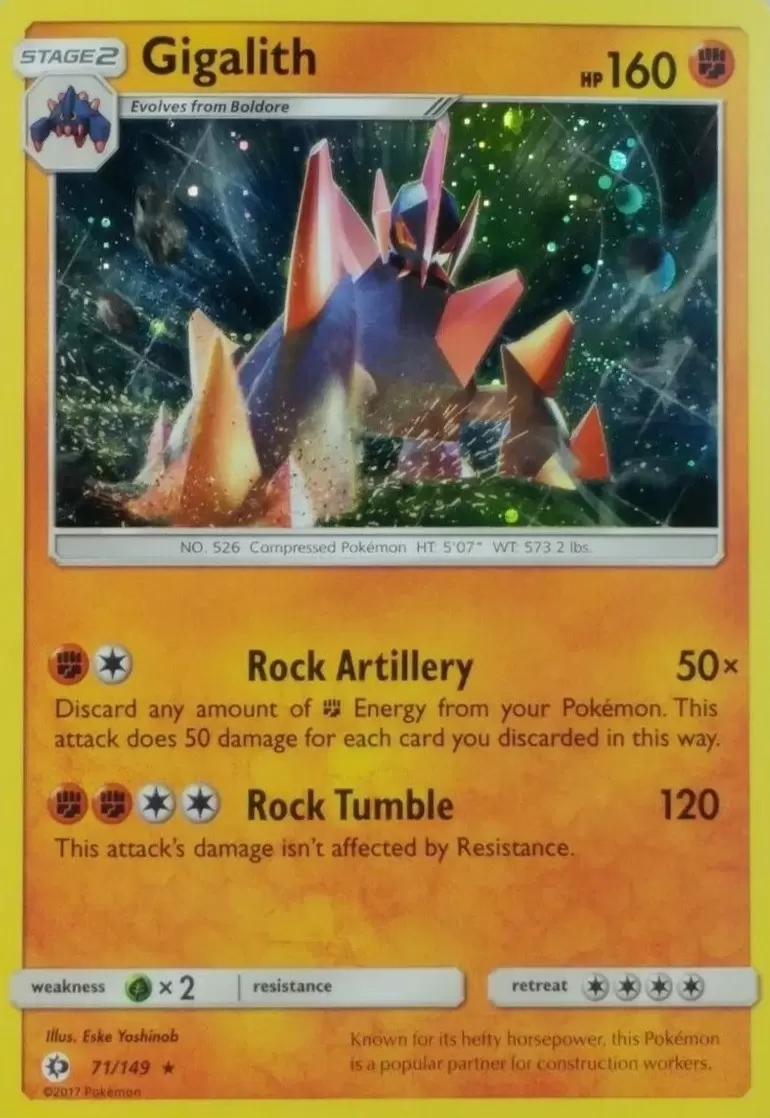 STAGE 2 Gigalith HP 160
Evolves from Boldore
NO. 526 Compressed Pokémon HT: 5'07" WT: 573.2 lbs.
Rock Artillery 50×
Discard any amount of Energy from your Pokémon. This
attack does 50 damage for each card you discarded in this way.
Rock Tumble 120
This attack's damage isn't affected by Resistance.
weakness × 2 resistance retreat
Illus. Eske Yoshinob
Known for its hefty horsepower, this Pokémon
is a popular partner for construction workers.
71/149 ★
©2017 Pokémon